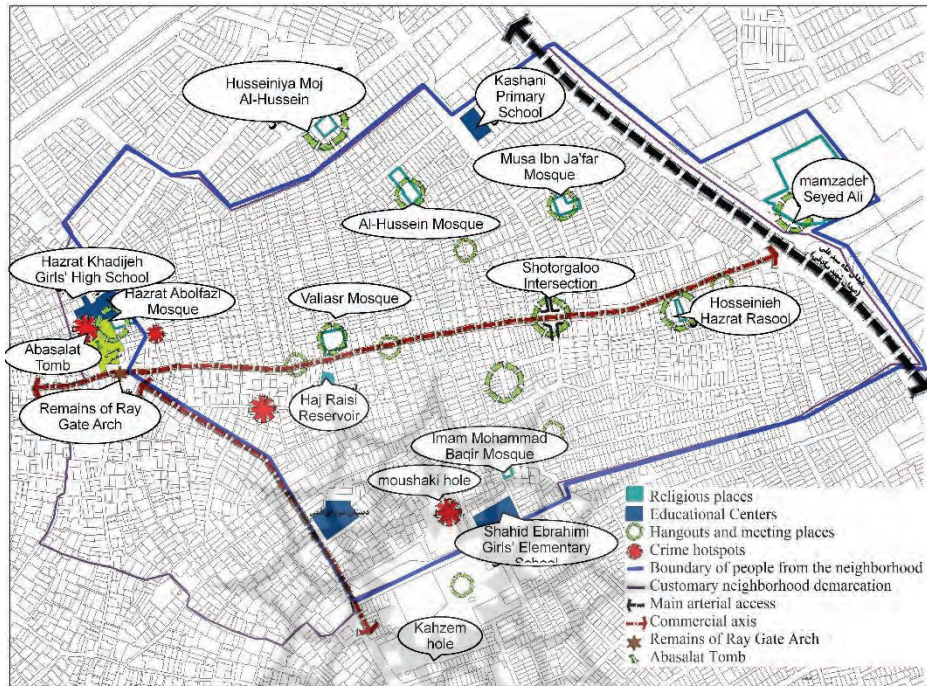 Husseiniya Moj
Al-Hussein
Kashani
Primary
School
Musa Ibn Ja'far
Mosque
mamzadeh
Seyed Ali
Al-Hussein Mosque
Hazrat Khadijeh
Girls' High School
Hazrat Abolfazl
Mosque
Valiasr Mosque
Shotorgaloo
Intersection
Hosseinieh
Hazrat Rasool
Abasalat
Tomb
Remains of Ray
Gate Arch
Haj Raisi
Reservoir
Imam Mohammad
Baqir Mosque
moushaki hole
Shahid Ebrahimi
Girls' Elementary
School
Kahzem
hole
Religious places
Educational Centers
Hangouts and meeting places
Crime hotspots
Boundary of people from the neighborhood
Customary neighborhood demarcation
Main arterial access
Commercial axis
Remains of Ray Gate Arch
Abasalat Tomb